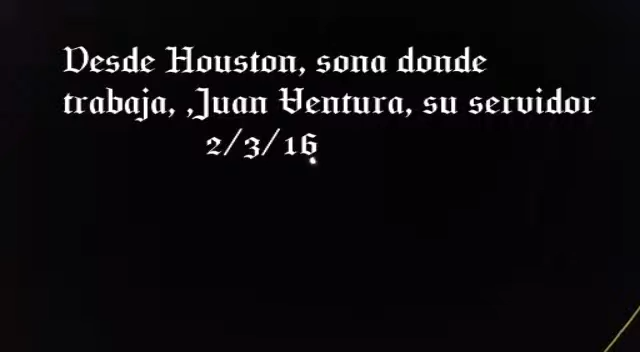 Desde Houston, sona donde
trabaja, ,Juan Ventura, su servidor
2/3/16